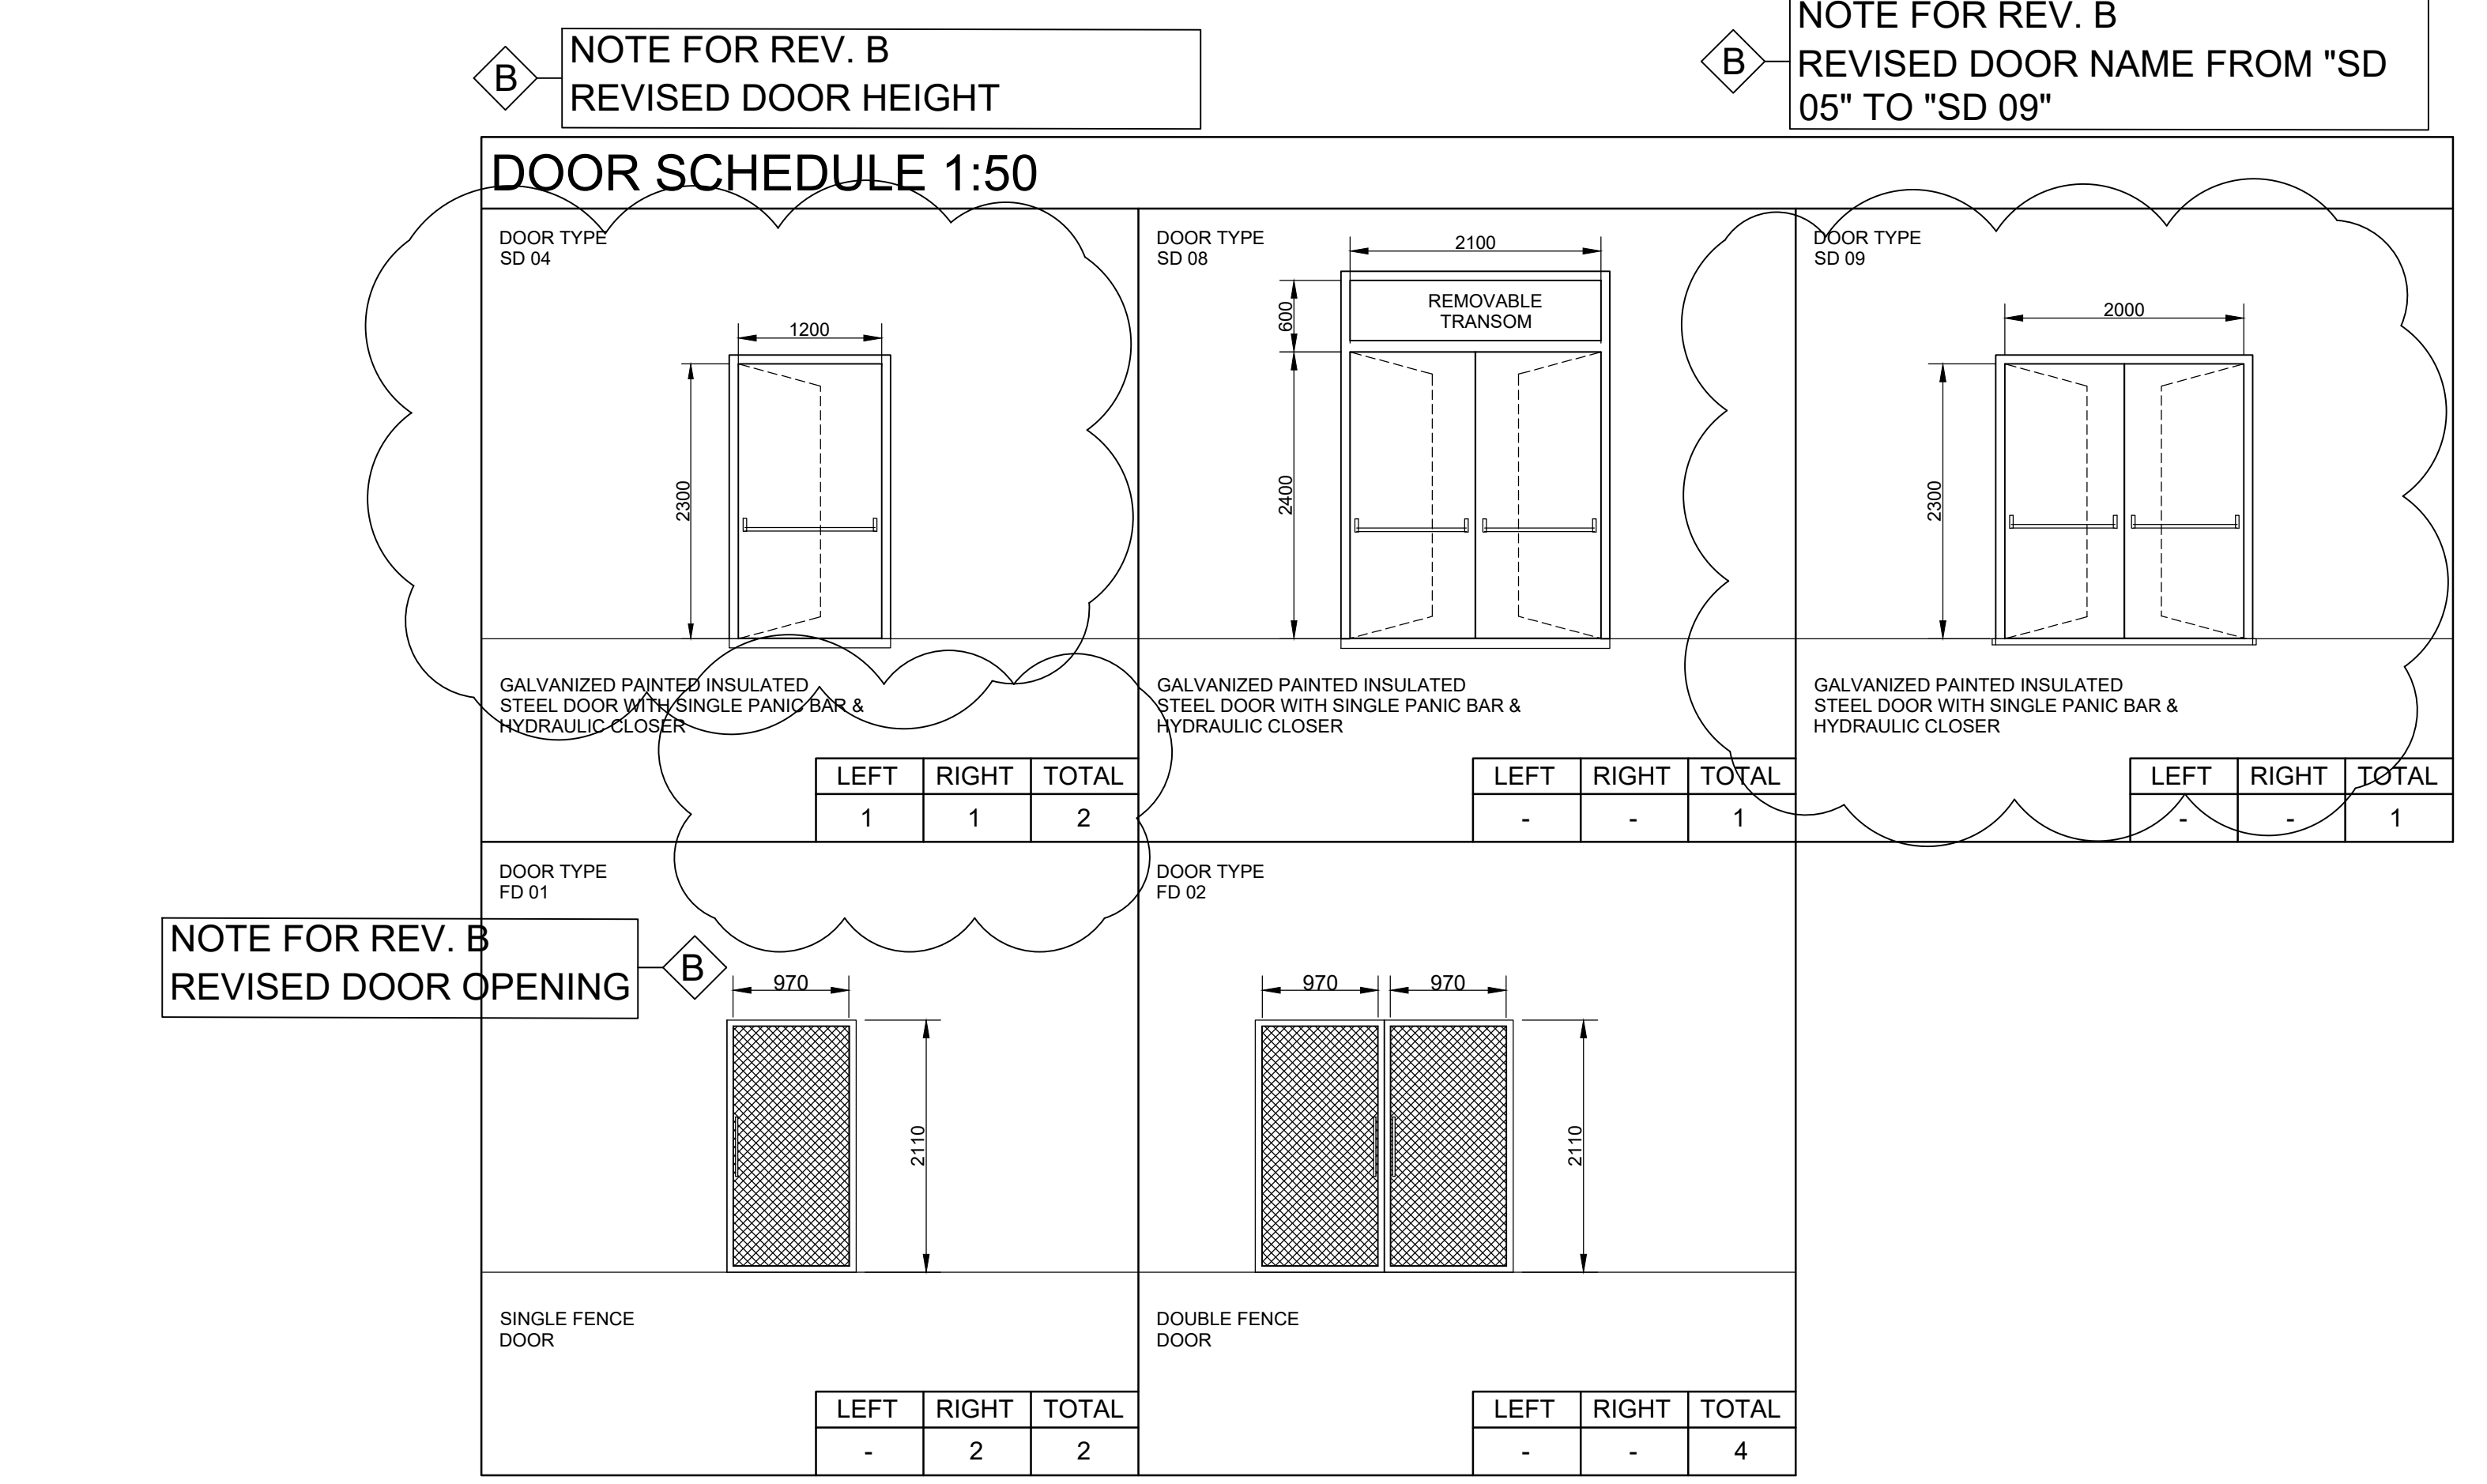 NOTE FOR REV. B
REVISED DOOR HEIGHT
B
NOTE FOR REV. B
REVISED DOOR NAME FROM "SD
05" TO "SD 09"
B
DOOR SCHEDULE 1:50
DOOR TYPE
SD 04
1200
2300
GALVANIZED PAINTED INSULATED
STEEL DOOR WITH SINGLE PANIC BAR &
HYDRAULIC CLOSER
LEFT RIGHT TOTAL
1 1 2
DOOR TYPE
SD 08
2100
600
REMOVABLE
TRANSOM
2400
GALVANIZED PAINTED INSULATED
STEEL DOOR WITH SINGLE PANIC BAR &
HYDRAULIC CLOSER
LEFT RIGHT TOTAL
- - 1
DOOR TYPE
SD 09
2000
2300
GALVANIZED PAINTED INSULATED
STEEL DOOR WITH SINGLE PANIC BAR &
HYDRAULIC CLOSER
LEFT RIGHT TOTAL
- - 1
DOOR TYPE
FD 01
NOTE FOR REV. B
REVISED DOOR OPENING
B
970
2110
SINGLE FENCE
DOOR
LEFT RIGHT TOTAL
- 2 2
DOOR TYPE
FD 02
970 970
2110
DOUBLE FENCE
DOOR
LEFT RIGHT TOTAL
- - 4